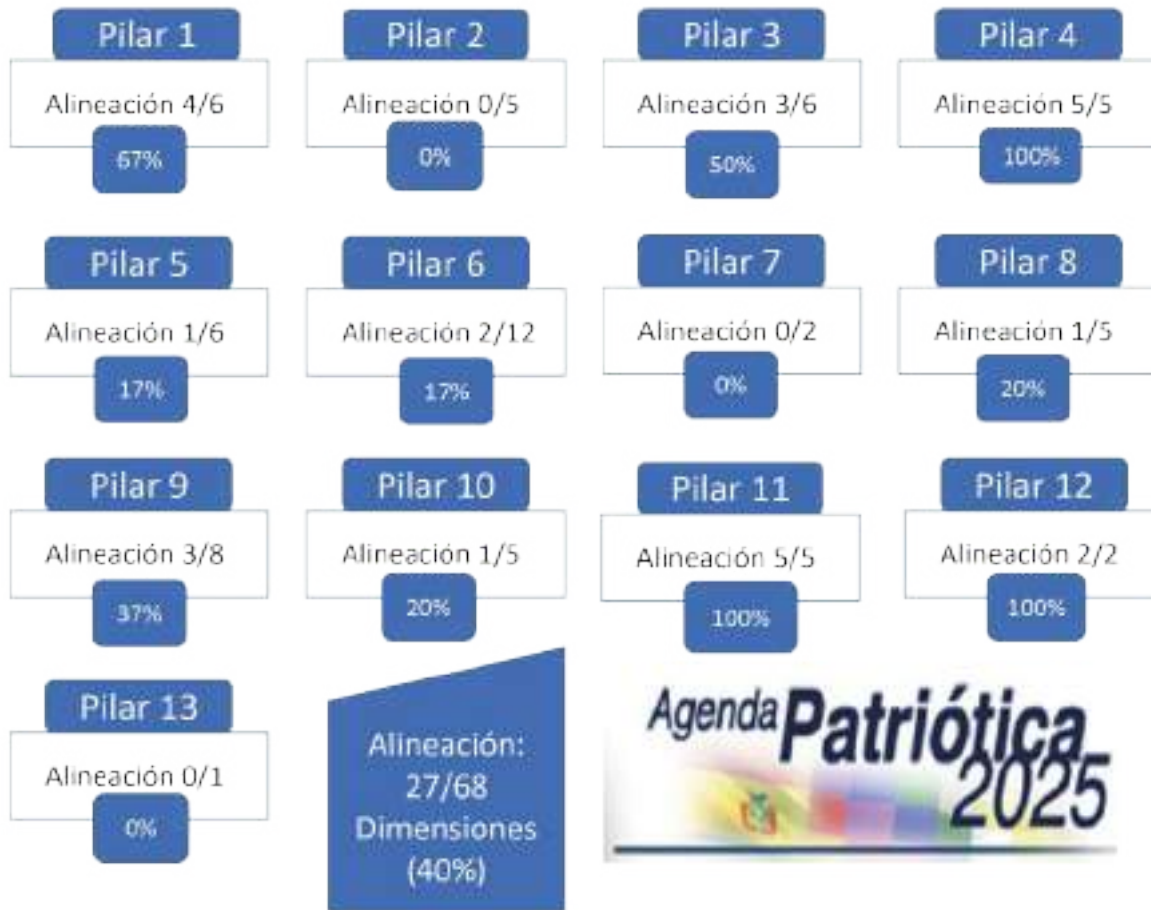 Pilar 1
Alineación 4/6
67%
Pilar 2
Alineación 0/5
0%
Pilar 3
Alineación 3/6
50%
Pilar 4
Alineación 5/5
100%
Pilar 5
Alineación 1/6
17%
Pilar 6
Alineación 2/12
17%
Pilar 7
Alineación 0/2
0%
Pilar 8
Alineación 1/5
20%
Pilar 9
Alineación 3/8
37%
Pilar 10
Alineación 1/5
20%
Pilar 11
Alineación 5/5
100%
Pilar 12
Alineación 2/2
100%
Pilar 13
Alineación 0/1
0%
Alineación:
27/68
Dimensiones
(40%)
Agenda Patriótica
2025